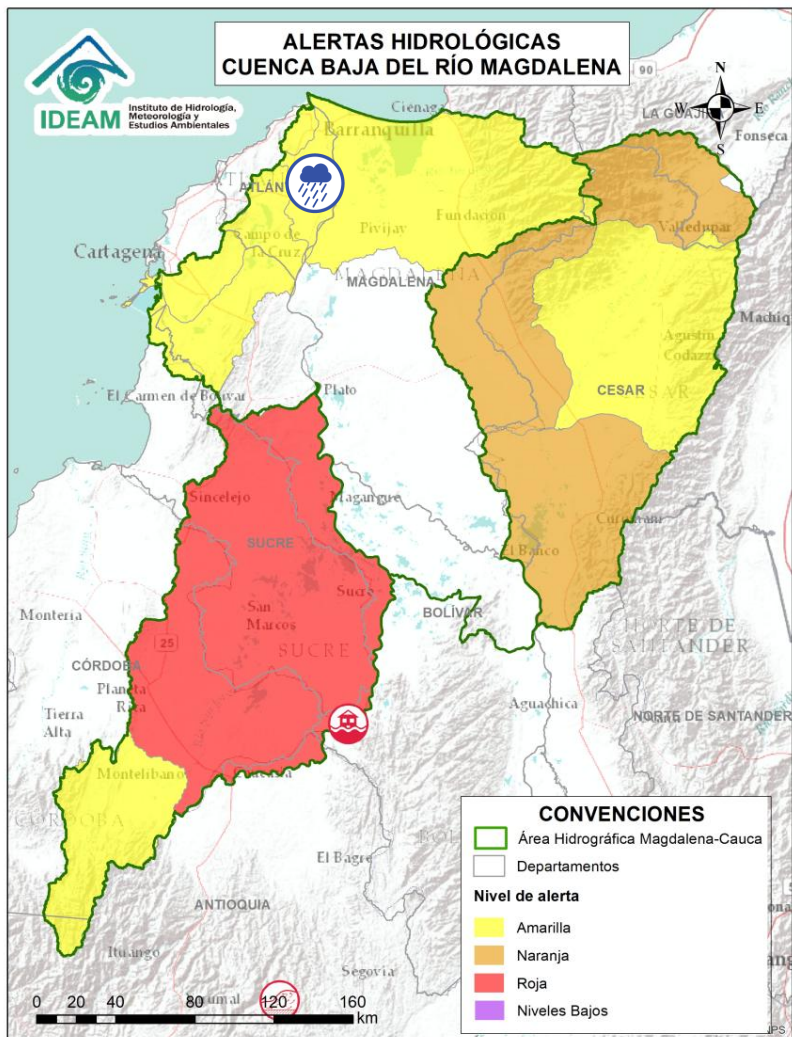 ALERTAS HIDROLÓGICAS
CUENCA BAJA DEL RÍO MAGDALENA
IDEAM
Instituto de Hidrología,
Meteorología y
Estudios Ambientales
N
W
E
S
90
LA GUAJIRA
Fonseca
Ciénaga
Barranquilla
Fundación
Pivijay
Valledupar
Campo de
la Cruz
Cartagena
MAGDALENA
MAGDALENA
Agustín
Codazzi
CESAR
El Carmen de Bolívar
Plato
Sincelejo
Magangué
SUCRE
El Banco
Sucre
San
Marcos
BOLÍVAR
Montería
SUCRE
NORTE DE
SANTANDER
25
CÓRDOBA
Planeta
Rica
Aguachica
Tierra
Alta
NORTE DE SANTANDER
Montelíbano
CÓRDOBA
El Bagre
ANTIOQUIA
Ituango
Segovia
CONVENCIONES
Área Hidrográfica Magdalena-Cauca
Departamentos
Nivel de alerta
Amarilla
Naranja
Roja
Niveles Bajos
0 20 40 80 120 160
km